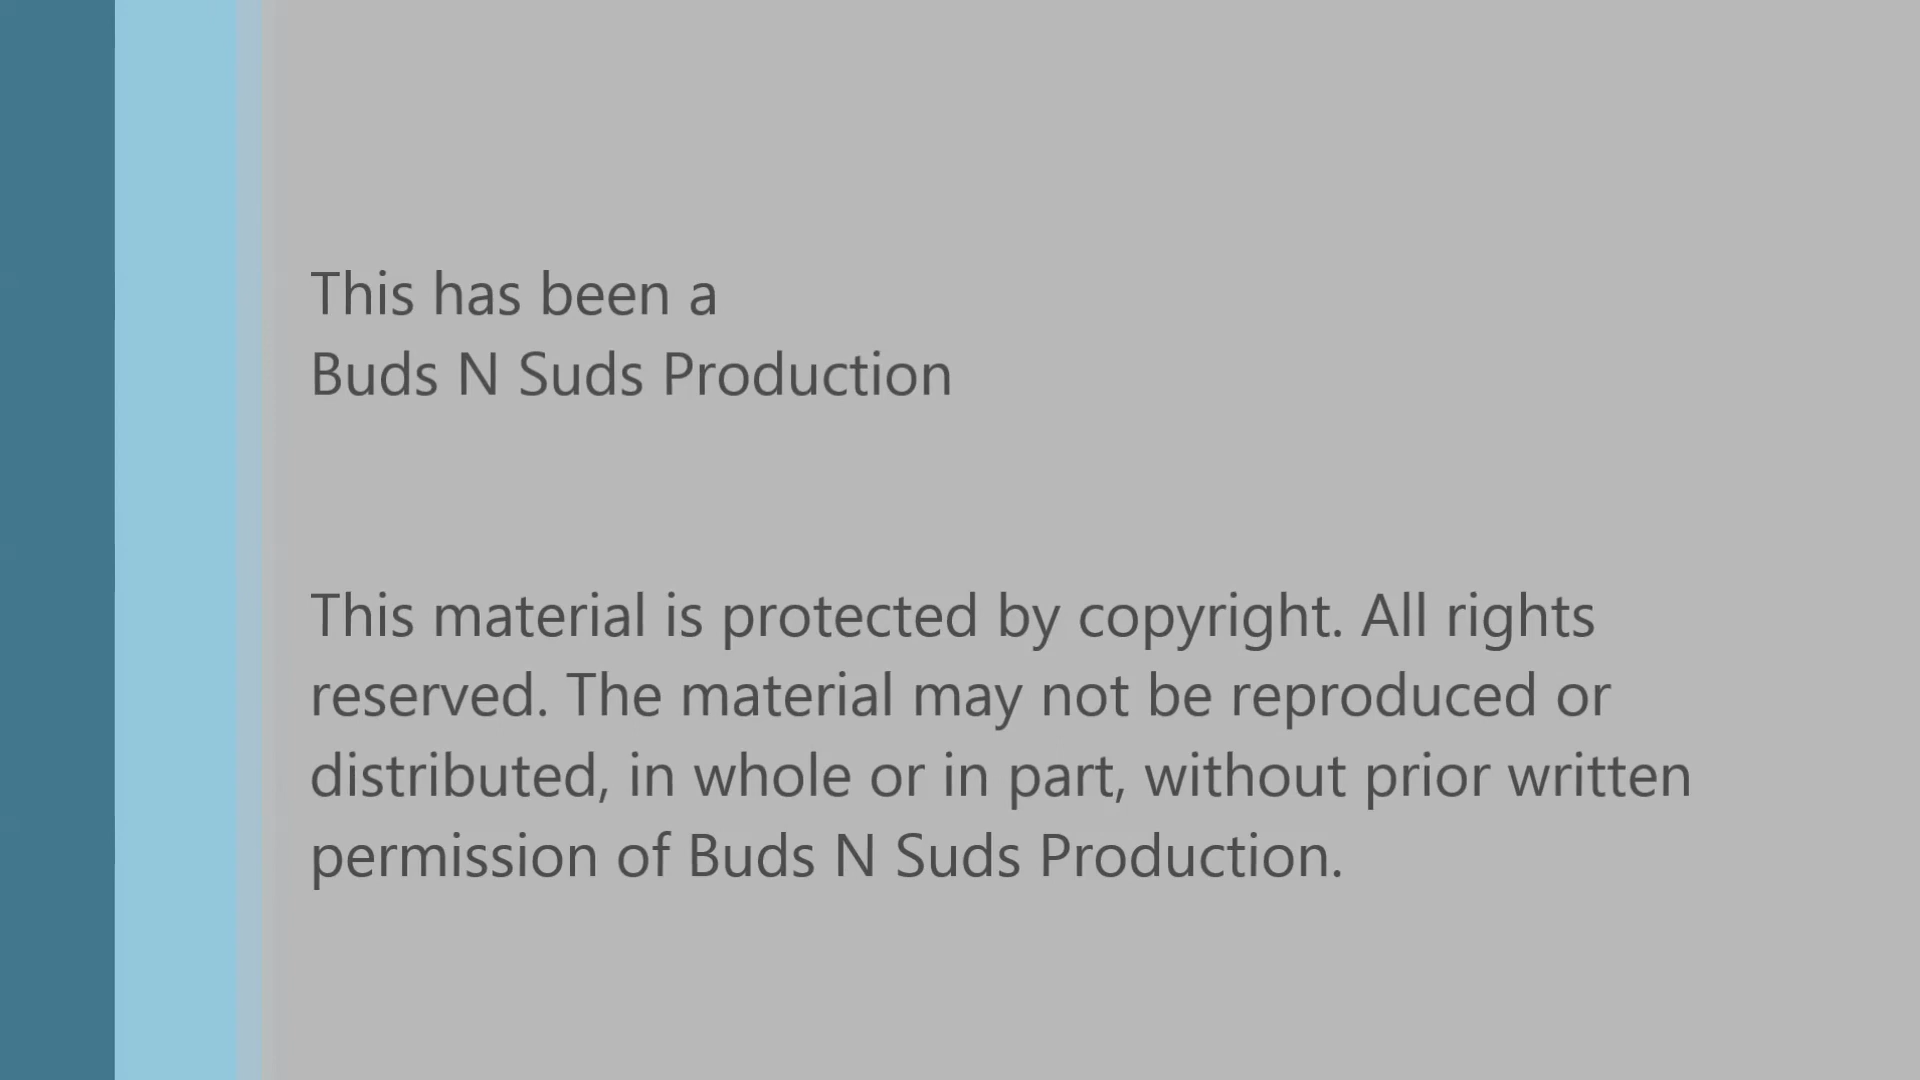 This has been a
Buds N Suds Production
This material is protected by copyright. All rights
reserved. The material may not be reproduced or
distributed, in whole or in part, without prior written
permission of Buds N Suds Production.